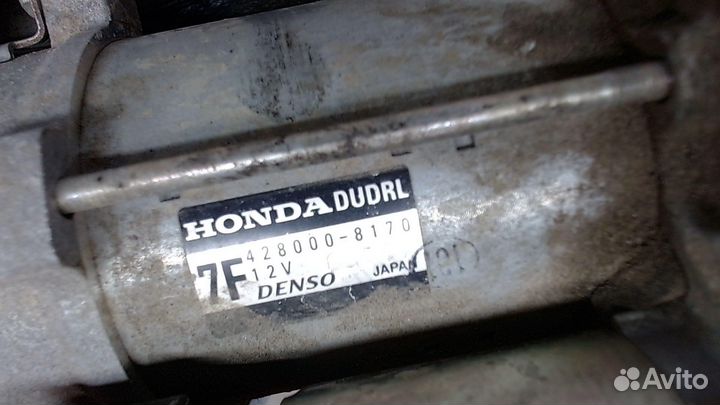 HONDA DUDRL
428000-8170
7F 12V
DENSO JAPAN
Avito